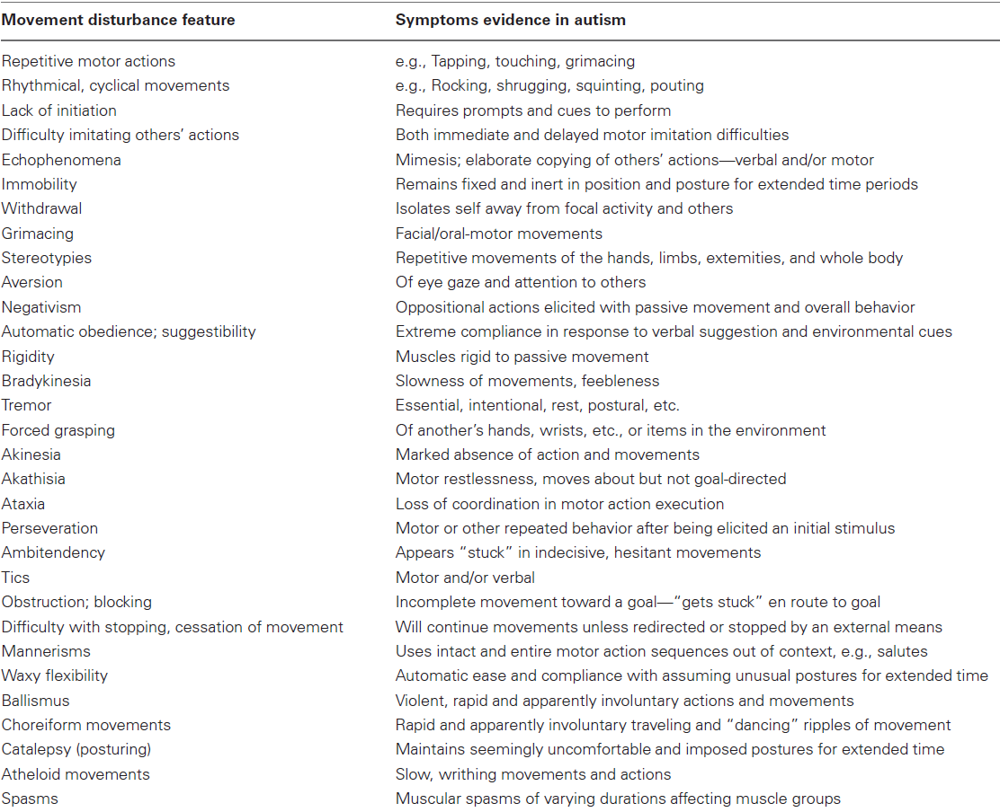 Movement disturbance feature Symptoms evidence in autism
Repetitive motor actions e.g., Tapping, touching, grimacing
Rhythmical, cyclical movements e.g., Rocking, shrugging, squinting, pouting
Lack of initiation Requires prompts and cues to perform
Difficulty imitating others’ actions Both immediate and delayed motor imitation difficulties
Echophenomena Mimesis; elaborate copying of others’ actions—verbal and/or motor
Immobility Remains fixed and inert in position and posture for extended time periods
Withdrawal Isolates self away from focal activity and others
Grimacing Facial/oral-motor movements
Stereotypies Repetitive movements of the hands, limbs, extemities, and whole body
Aversion Of eye gaze and attention to others
Negativism Oppositional actions elicited with passive movement and overall behavior
Automatic obedience; suggestibility Extreme compliance in response to verbal suggestion and environmental cues
Rigidity Muscles rigid to passive movement
Bradykinesia Slowness of movements, feebleness
Tremor Essential, intentional, rest, postural, etc.
Forced grasping Of another’s hands, wrists, etc., or items in the environment
Akinesia Marked absence of action and movements
Akathisia Motor restlessness, moves about but not goal-directed
Ataxia Loss of coordination in motor action execution
Perseveration Motor or other repeated behavior after being elicited an initial stimulus
Ambitendency Appears “stuck” in indecisive, hesitant movements
Tics Motor and/or verbal
Obstruction; blocking Incomplete movement toward a goal—“gets stuck” en route to goal
Difficulty with stopping, cessation of movement Will continue movements unless redirected or stopped by an external means
Mannerisms Uses intact and entire motor action sequences out of context, e.g., salutes
Waxy flexibility Automatic ease and compliance with assuming unusual postures for extended time
Ballismus Violent, rapid and apparently involuntary actions and movements
Choreiform movements Rapid and apparently involuntary traveling and “dancing” ripples of movement
Catalepsy (posturing) Maintains seemingly uncomfortable and imposed postures for extended time
Atheloid movements Slow, writhing movements and actions
Spasms Muscular spasms of varying durations affecting muscle groups